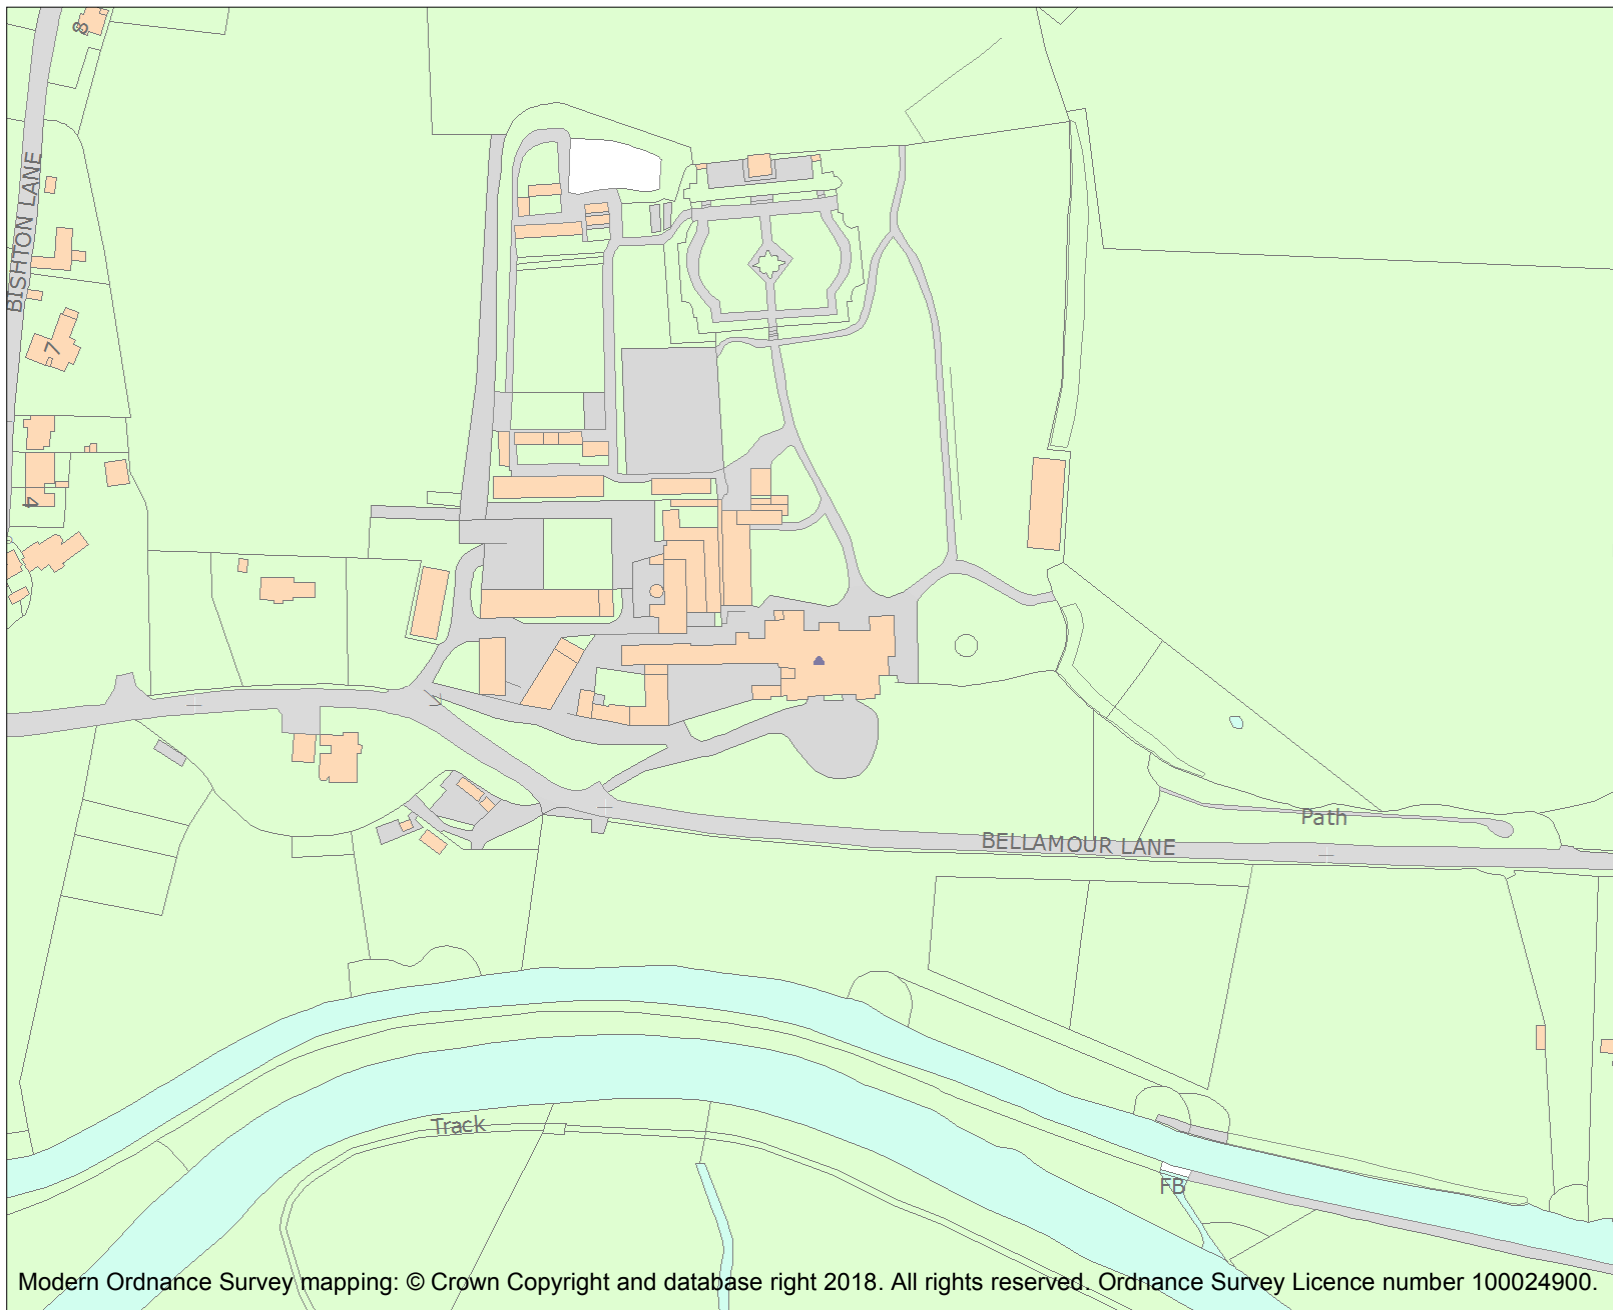 8
BISHTON LANE
7
4
Path
BELLAMOUR LANE
Track
FB
Modern Ordnance Survey mapping: © Crown Copyright and database right 2018. All rights reserved. Ordnance Survey Licence number 100024900.